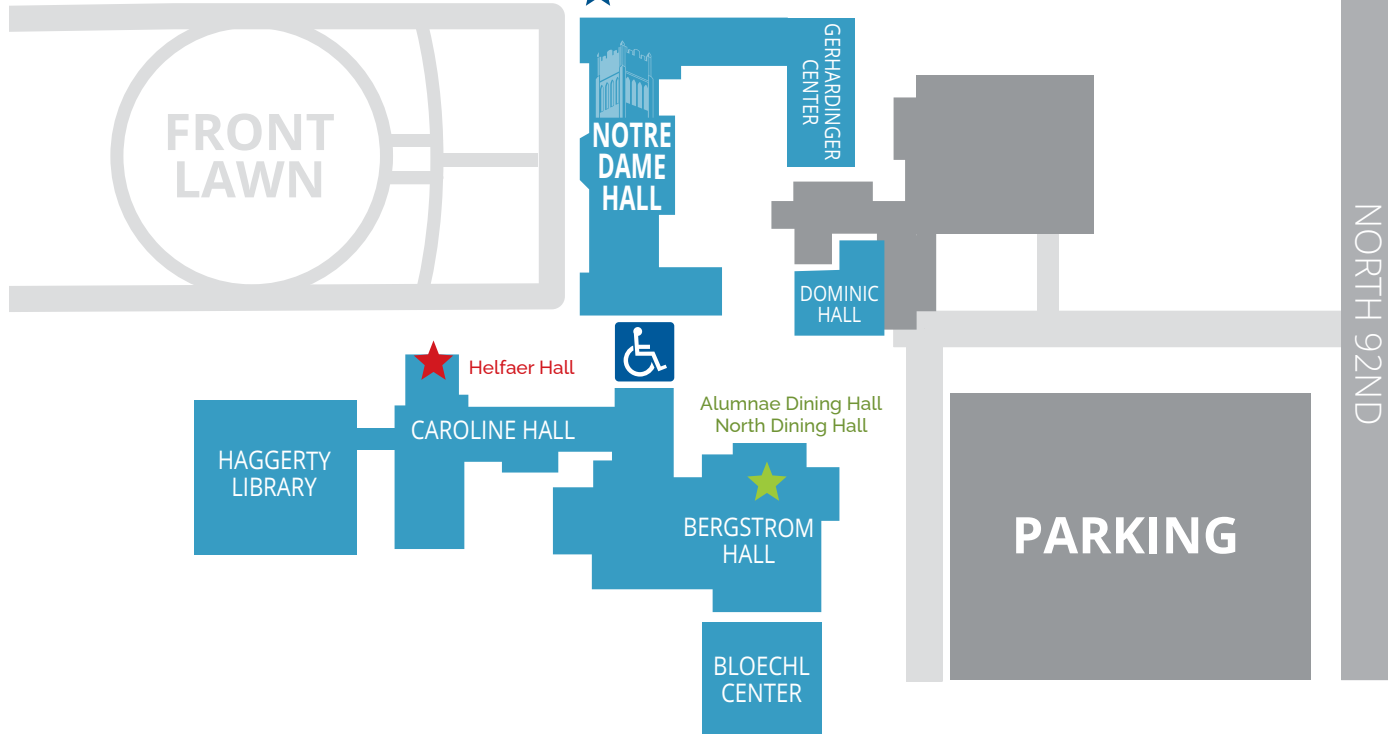 FRONT
LAWN
NOTRE
DAME
HALL
GERHARDINGER
CENTER
DOMINIC
HALL
NORTH 92ND
Helfaer Hall
CAROLINE HALL
HAGGERTY
LIBRARY
Alumnae Dining Hall
North Dining Hall
BERGSTROM
HALL
PARKING
BLOECHL
CENTER